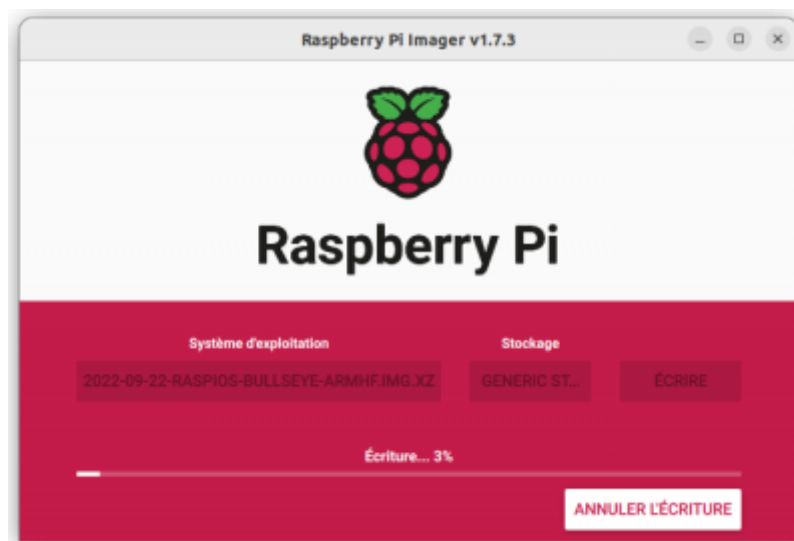 Raspberry Pi Imager v1.7.3
Raspberry Pi
Système d'exploitation Stockage
2022-09-22-RASPIOS-BULLSEYE-ARMHF.IMG.XZ GENERIC ST... ÉCRIRE
Écriture... 3%
ANNULER L'ÉCRITURE